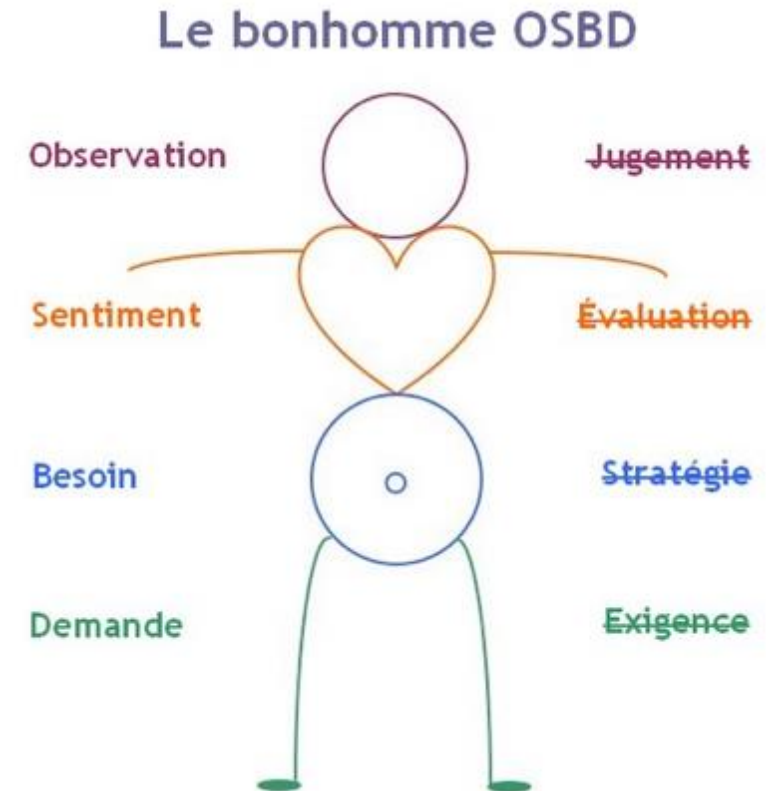 Le bonhomme OSBD
Observation Jugement
Sentiment Évaluation
Besoin Stratégie
Demande Exigence